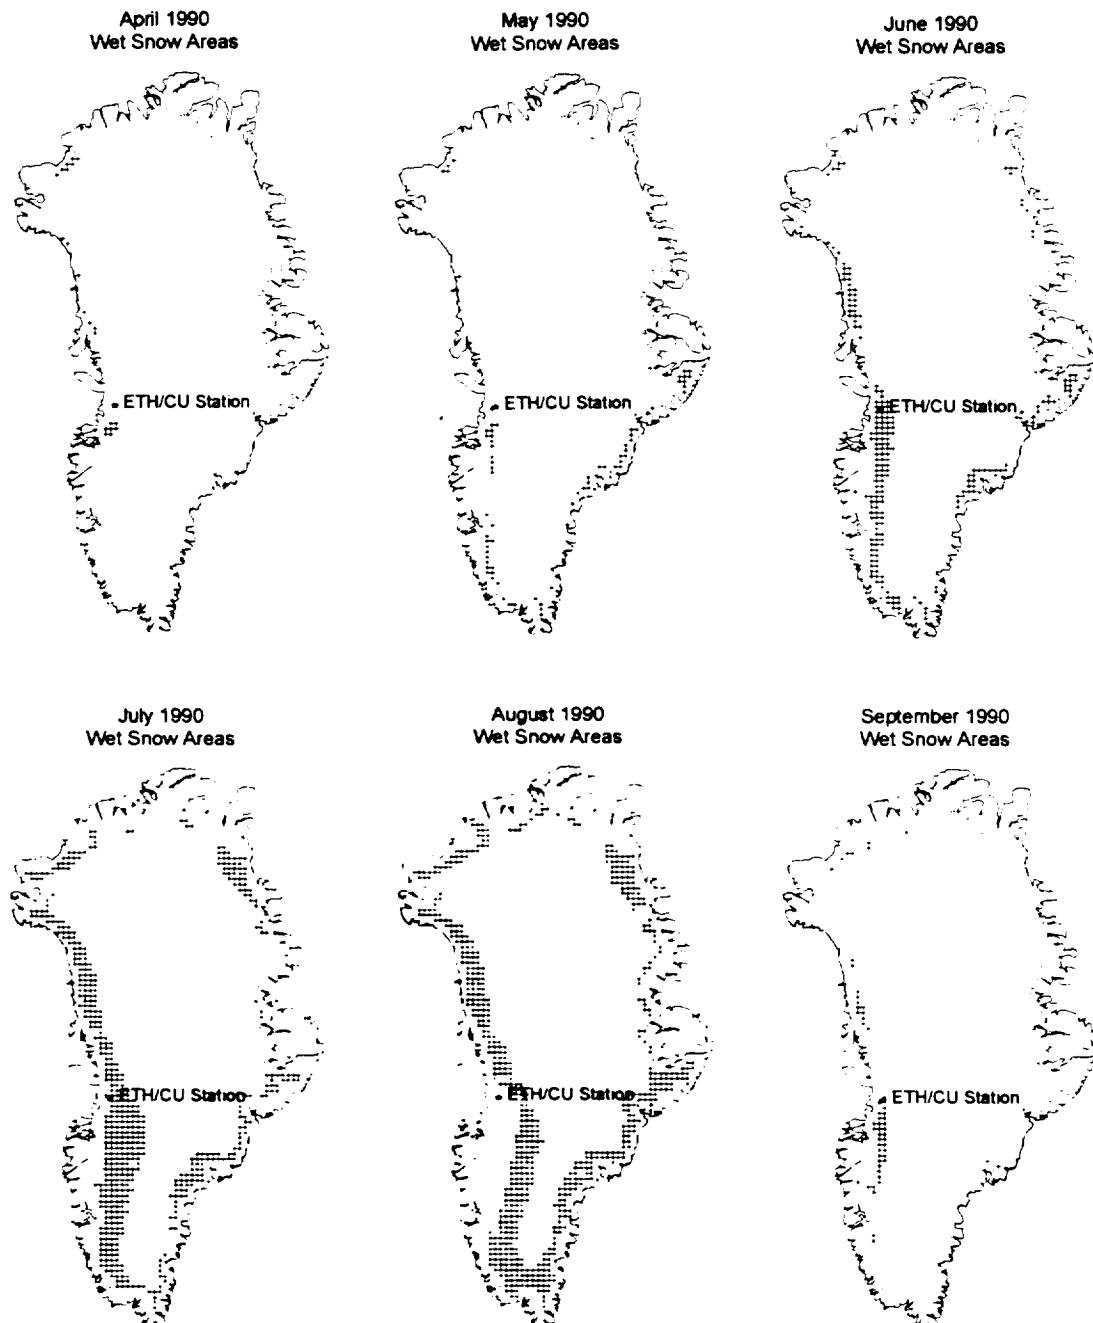 April 1990
Wet Snow Areas
ETH/CU Station
May 1990
Wet Snow Areas
ETH/CU Station
June 1990
Wet Snow Areas
ETH/CU Station
July 1990
Wet Snow Areas
ETH/CU Station
August 1990
Wet Snow Areas
ETH/CU Station
September 1990
Wet Snow Areas
ETH/CU Station